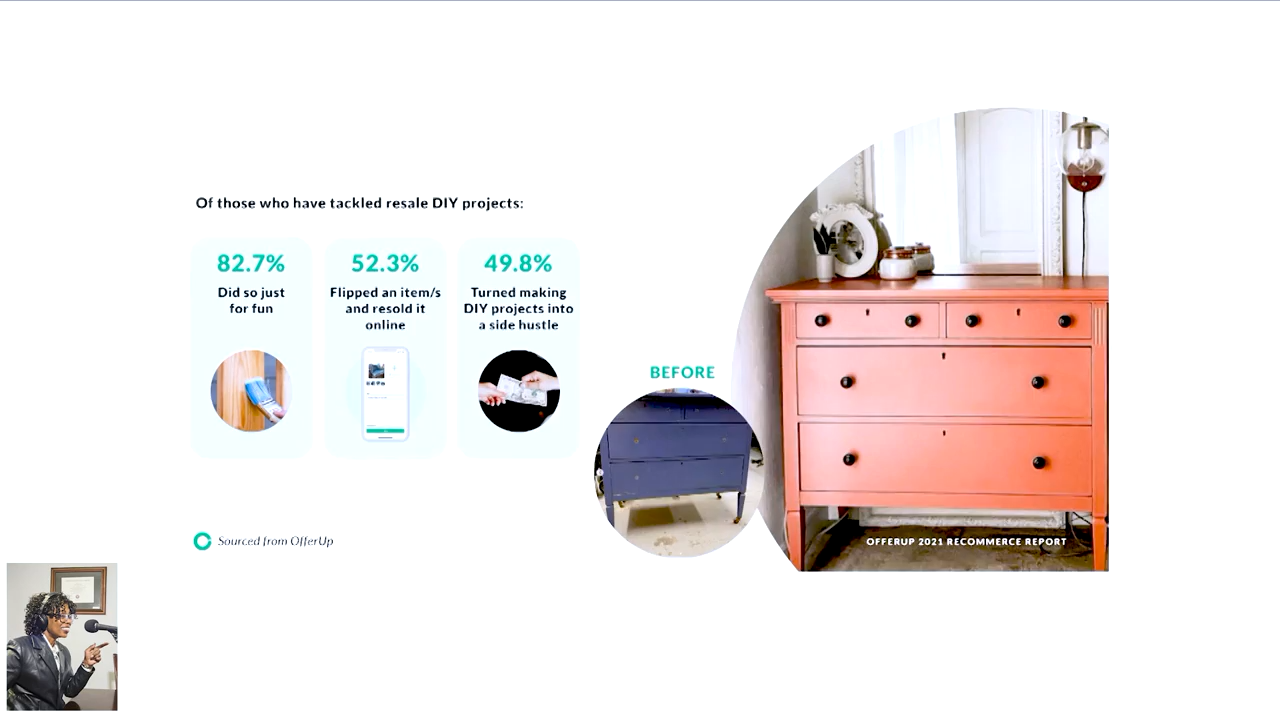 Of those who have tackled resale DIY projects:
82.7%
Did so just
for fun
52.3%
Flipped an item/s
and resold it
online
49.8%
Turned making
DIY projects into
a side hustle
BEFORE
Sourced from OfferUp
OFFERUP 2021 RECOMMERCE REPORT